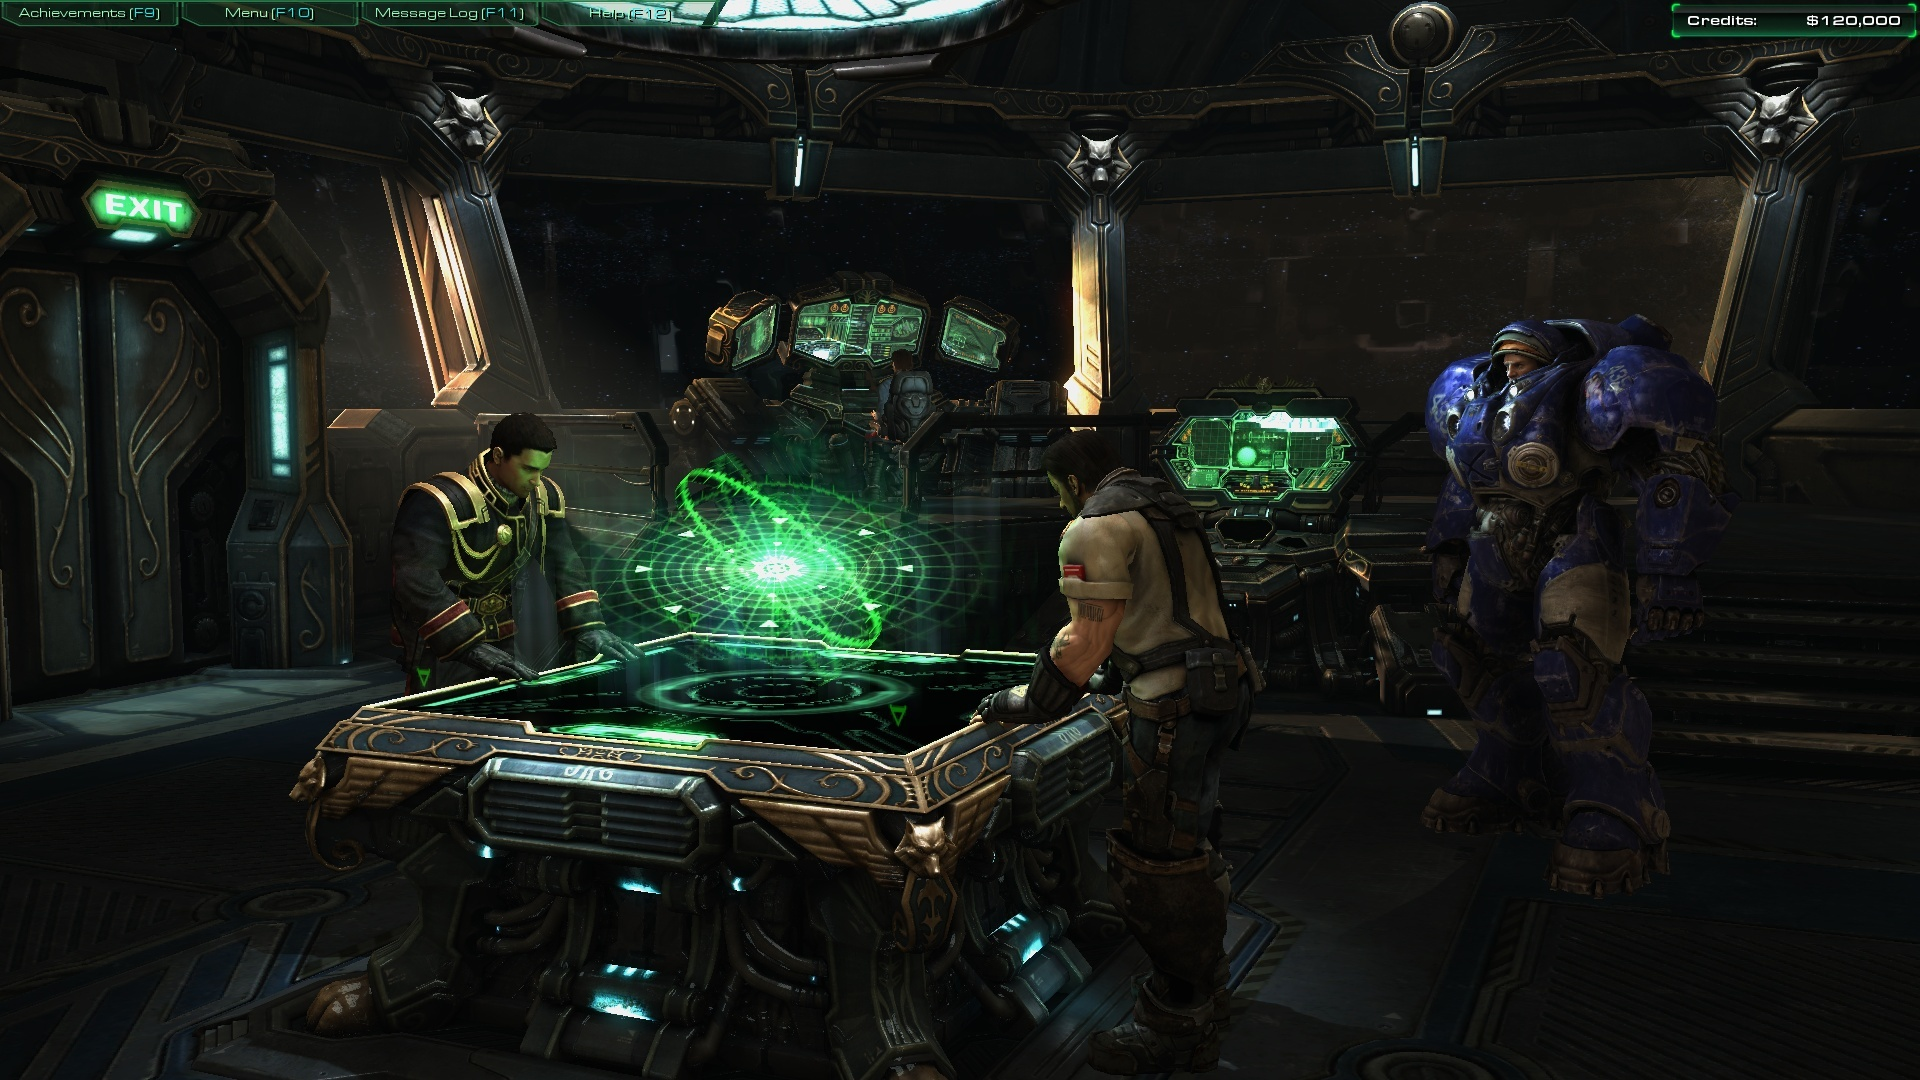 Achievements (F9)
Menu (F10)
Message Log (F11)
Help (F12)
Credits: $120,000
EXIT